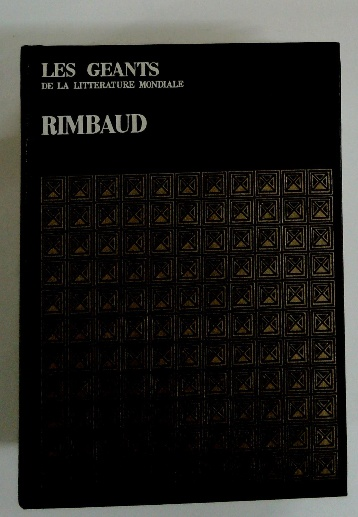 LES GEANTS
DE LA LITTERATURE MONDIALE
RIMBAUD